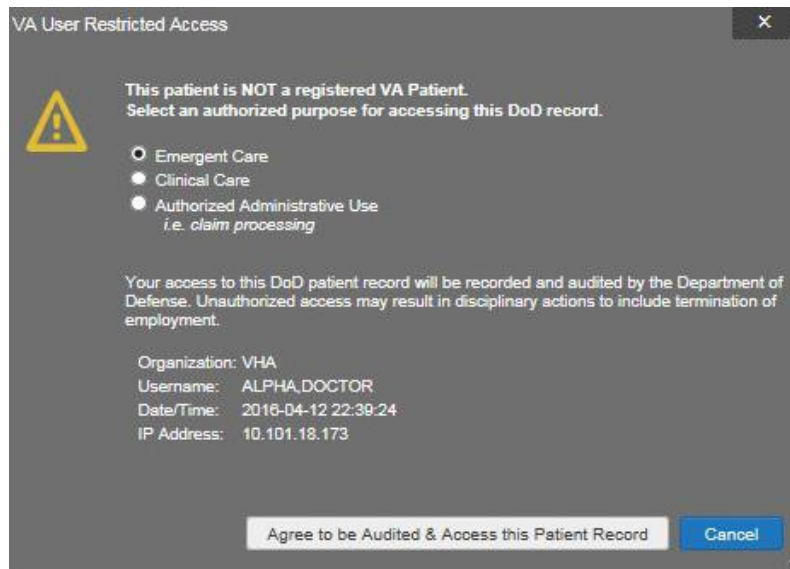 VA User Restricted Access
X
This patient is NOT a registered VA Patient.
Select an authorized purpose for accessing this DoD record.
Emergent Care
Clinical Care
Authorized Administrative Use
i.e. claim processing
Your access to this DoD patient record will be recorded and audited by the Department of
Defense. Unauthorized access may result in disciplinary actions to include termination of
employment.
Organization: VHA
Username: ALPHA,DOCTOR
Date/Time: 2016-04-12 22:39:24
IP Address: 10.101.18.173
Agree to be Audited & Access this Patient Record
Cancel